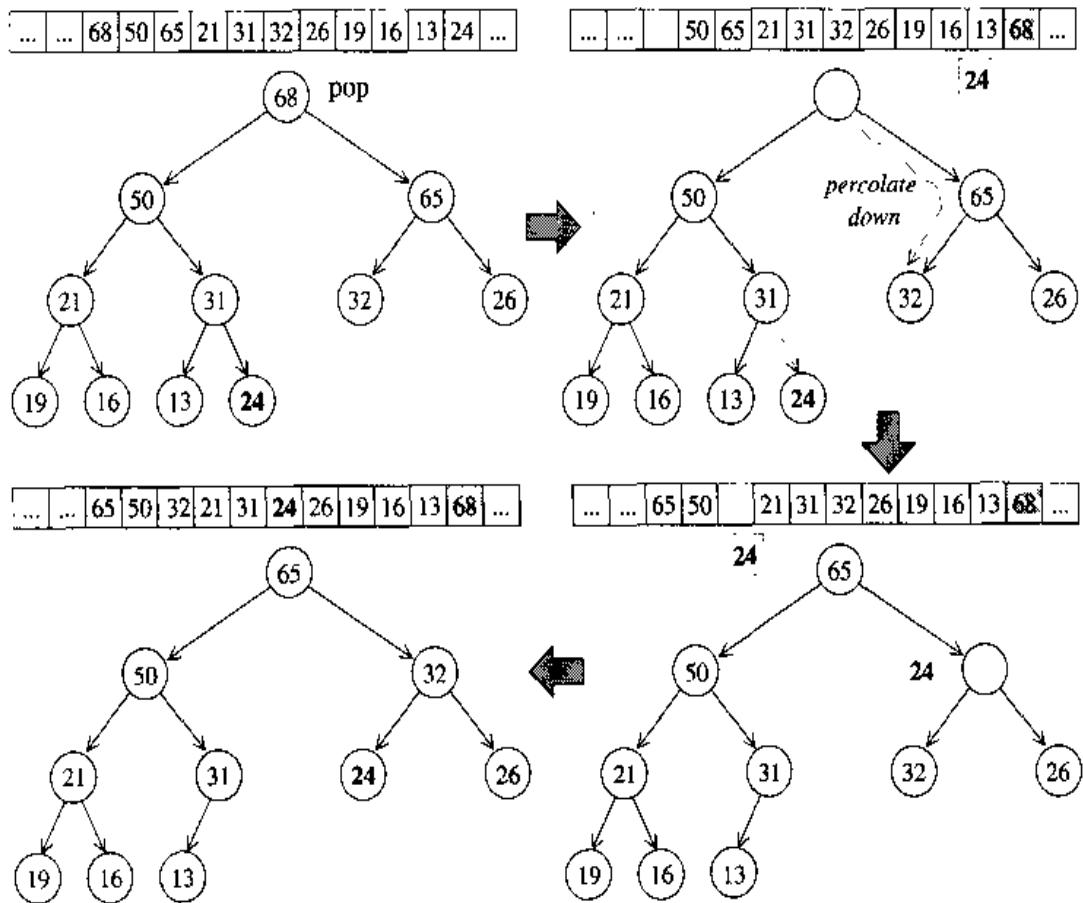 ... ... 68 50 65 21 31 32 26 19 16 13 24 ...
pop
68
50 65
21 31 32 26
19 16 13 24
... ... 50 65 21 31 32 26 19 16 13 68 ...
24
percolate
down
50 65
21 31 32 26
19 16 13 24
... ... 65 50 32 21 31 24 26 19 16 13 68 ...
65
50 32
21 31 24 26
19 16 13
... ... 65 50 21 31 32 26 19 16 13 68 ...
24
65
50 24
21 31 32 26
19 16 13